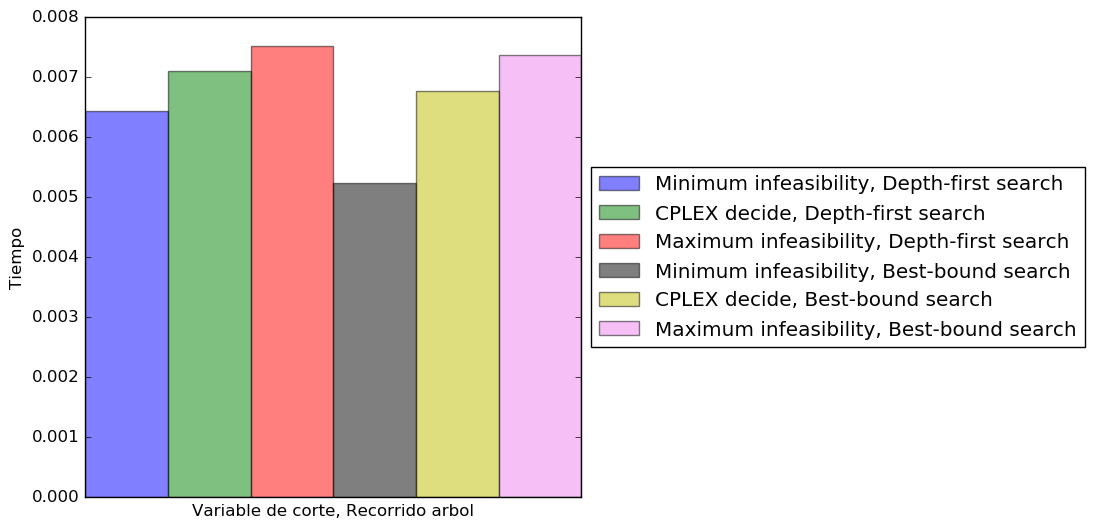 0.008
0.007
0.006
0.005
0.004
0.003
0.002
0.001
0.000
Tiempo
Variable de corte, Recorrido arbol
Minimum infeasibility, Depth-first search
CPLEX decide, Depth-first search
Maximum infeasibility, Depth-first search
Minimum infeasibility, Best-bound search
CPLEX decide, Best-bound search
Maximum infeasibility, Best-bound search